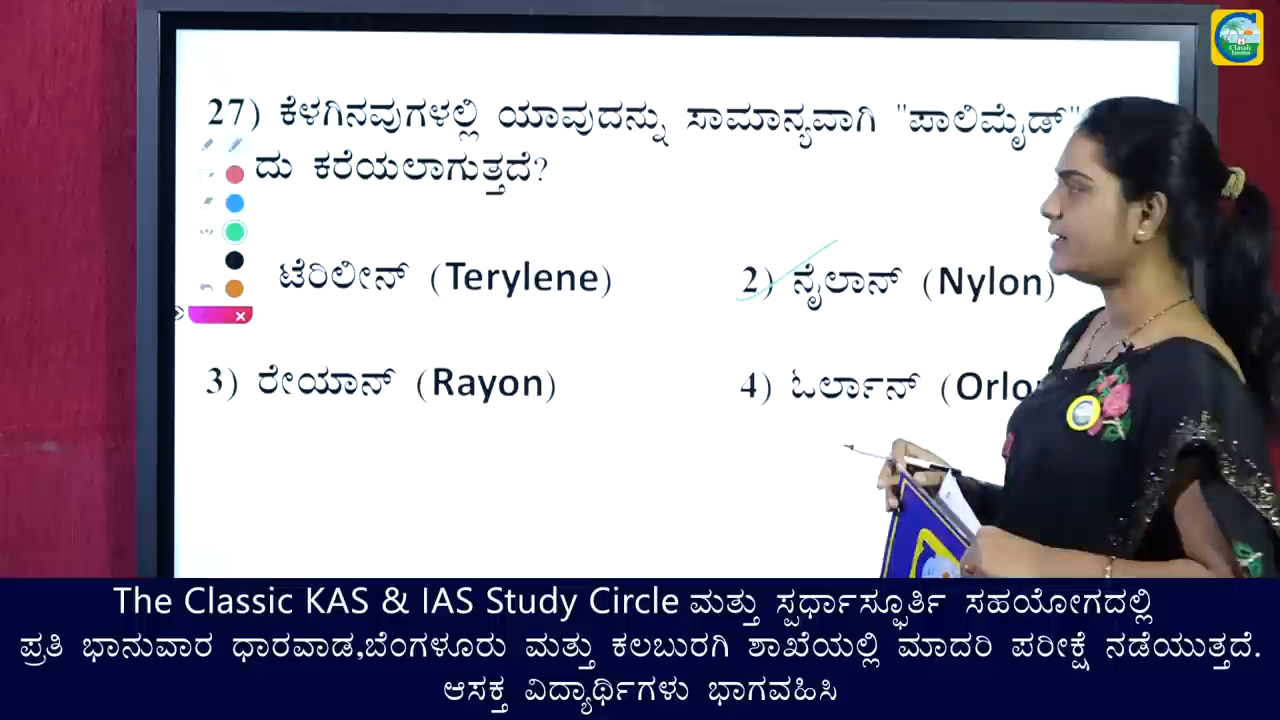 Classic
27) ಕೆಳಗಿನವುಗಳಲ್ಲಿ ಯಾವುದನ್ನು ಸಾಮಾನ್ಯವಾಗಿ "ಪಾಲಿಮೈಡ್"
ದು ಕರೆಯಲಾಗುತ್ತದೆ?
ಟೆರಿಲೀನ್ (Terylene) 2) ನೈಲಾನ್ (Nylon)
3) ರೇಯಾನ್ (Rayon) 4) ಓರ್ಲಾನ್ (Orlo
The Classic KAS & IAS Study Circle ಮತ್ತು ಸ್ಪರ್ಧಾಸ್ಫೂರ್ತಿ ಸಹಯೋಗದಲ್ಲಿ
ಪ್ರತಿ ಭಾನುವಾರ ಧಾರವಾಡ,ಬೆಂಗಳೂರು ಮತ್ತು ಕಲಬುರಗಿ ಶಾಖೆಯಲ್ಲಿ ಮಾದರಿ ಪರೀಕ್ಷೆ ನಡೆಯುತ್ತದೆ.
ಆಸಕ್ತ ವಿದ್ಯಾರ್ಥಿಗಳು ಭಾಗವಹಿಸಿ